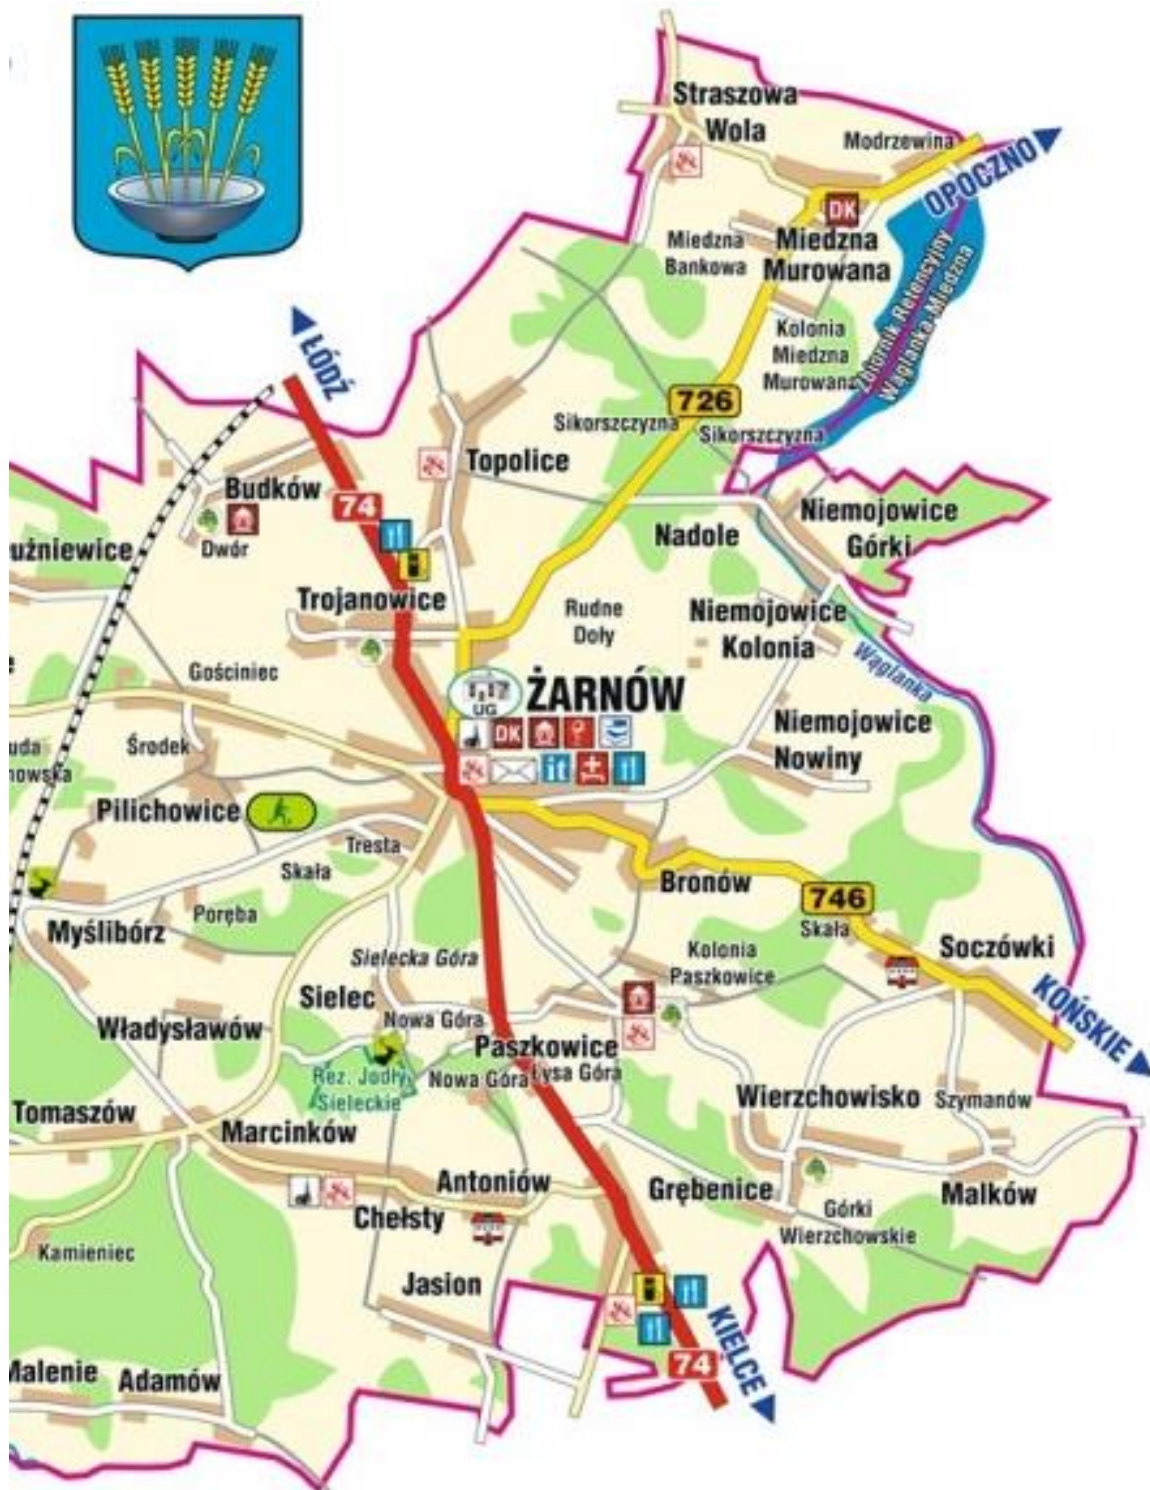 Straszowa
Wola
Modrzewina
OPOCZNO
DK
Miedzna
Bankowa
Miedzna
Murowana
Kolonia
Miedzna
Murowana
Zbiornik Retencyjny
Wąglanka-Miedzna
ŁÓDŹ
726
Sikorszczyzna
Sikorszczyzna
Topolice
Budków
74
Dwór
Niemojowice
Górki
Nadole
Trojanowice
Rudne
Doły
Niemojowice
Kolonia
Wąglanka
Gościniec
UG
ŻARNÓW
DK
it
Niemojowice
Nowiny
Środek
Pilichowice
Tresta
Skała
Poręba
Myślibórz
Bronów
746
Skała
Soczówki
Kolonia
Paszkowice
KOŃSKIE
Sielecka Góra
Sielec
Nowa Góra
Władysławów
Paszkowice
Rez. Jodły
Sieleckie
Nowa Góra
Łysa Góra
Wierzchowisko
Szymanów
Tomaszów
Marcinków
Antoniów
Grębenice
Malków
Chełsty
Górki
Wierzchowskie
Kamieniec
Jasion
KIELCE
74
Adamów